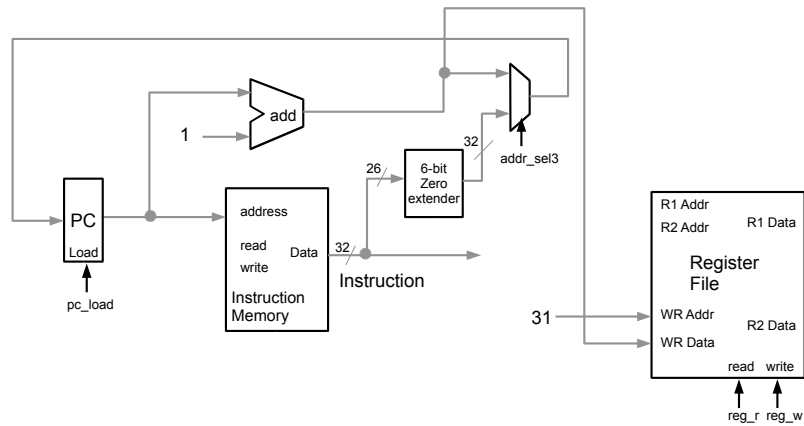 add
1
32
addr_sel3
26
6-bit
Zero
extender
PC
Load
pc_load
address
read
write
Data
32
Instruction
Memory
Instruction
R1 Addr
R2 Addr
R1 Data
Register
File
31
WR Addr
WR Data
R2 Data
read write
reg_r reg_w